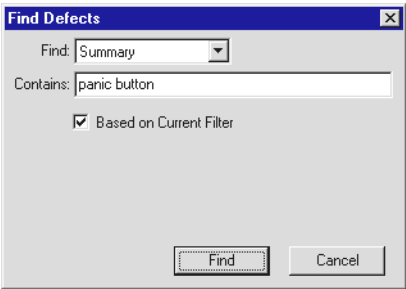 Find Defects
Find: Summary
Contains: panic button
Based on Current Filter
Find Cancel